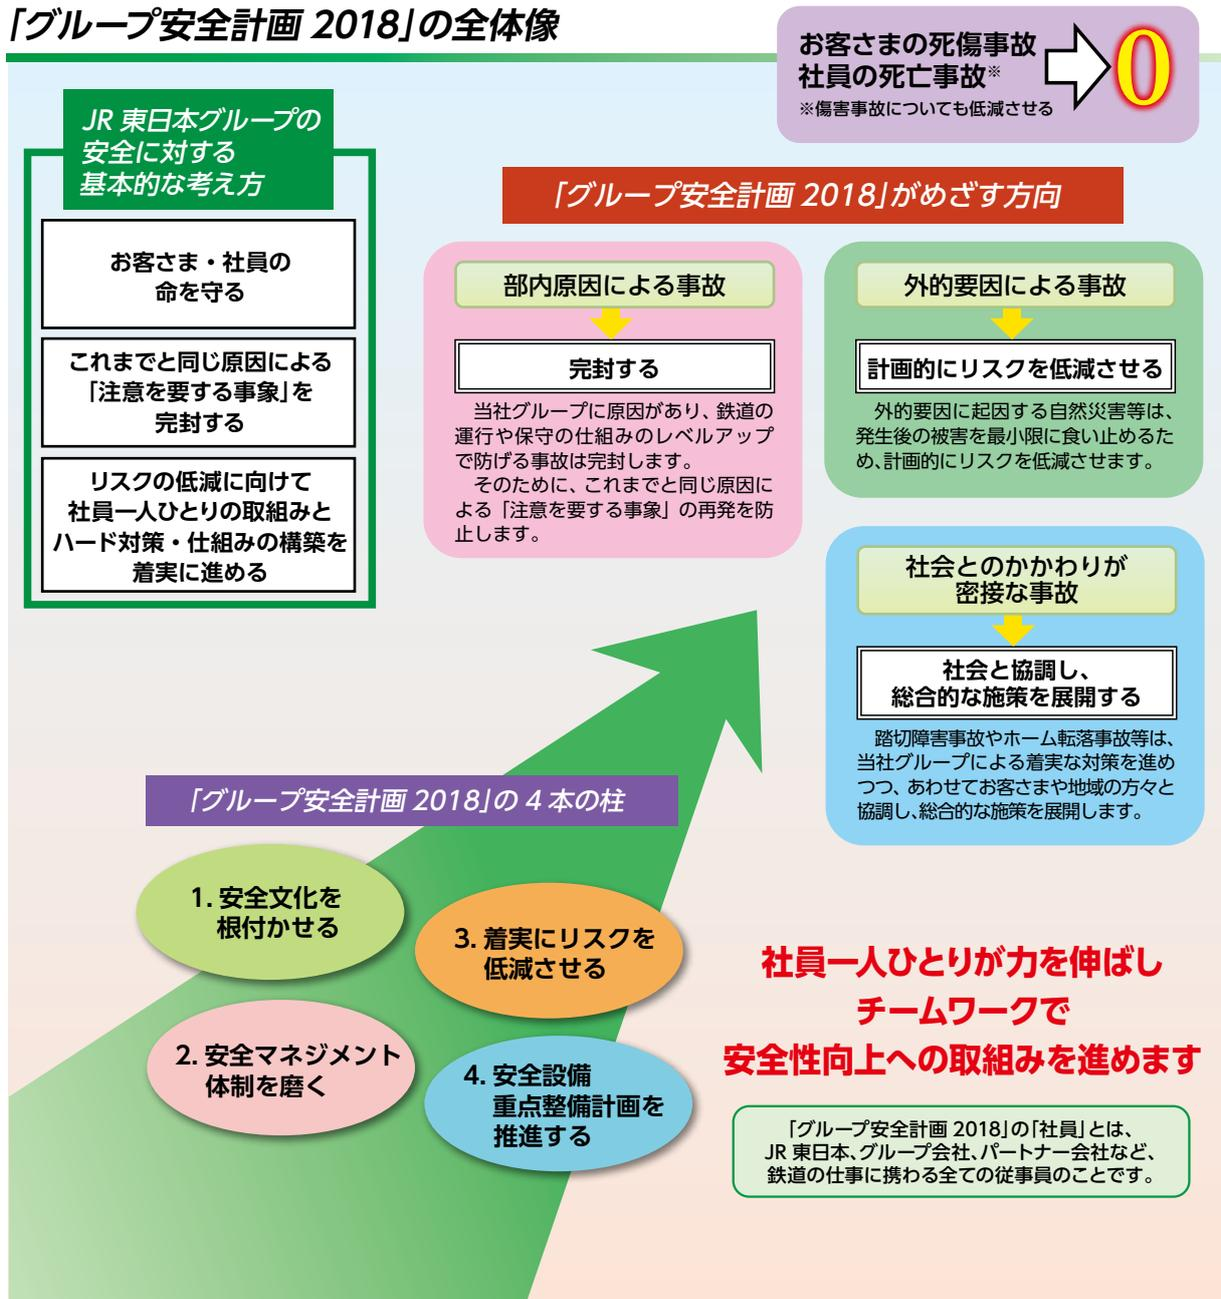 「グループ安全計画 2018」の全体像
お客さまの死傷事故
社員の死亡事故※
※傷害事故についても低減させる
0
JR 東日本グループの
安全に対する
基本的な考え方
お客さま・社員の
命を守る
これまでと同じ原因による
「注意を要する事象」を
完封する
リスクの低減に向けて
社員一人ひとりの取組みと
ハード対策・仕組みの構築を
着実に進める
「グループ安全計画 2018」がめざす方向
部内原因による事故
完封する
当社グループに原因があり、鉄道の
運行や保守の仕組みのレベルアップ
で防げる事故は完封します。
そのために、これまでと同じ原因に
よる「注意を要する事象」の再発を防
止します。
外的要因による事故
計画的にリスクを低減させる
外的要因に起因する自然災害等は、
発生後の被害を最小限に食い止めるた
め、計画的にリスクを低減させます。
社会とのかかわりが
密接な事故
社会と協調し、
総合的な施策を展開する
踏切障害事故やホーム転落事故等は、
当社グループによる着実な対策を進め
つつ、あわせてお客さまや地域の方々と
協調し、総合的な施策を展開します。
「グループ安全計画 2018」の 4 本の柱
1. 安全文化を
根付かせる
2. 安全マネジメント
体制を磨く
3. 着実にリスクを
低減させる
4. 安全設備
重点整備計画を
推進する
社員一人ひとりが力を伸ばし
チームワークで
安全性向上への取組みを進めます
「グループ安全計画 2018」の「社員」とは、
JR 東日本、グループ会社、パートナー会社など、
鉄道の仕事に携わる全ての従事員のことです。